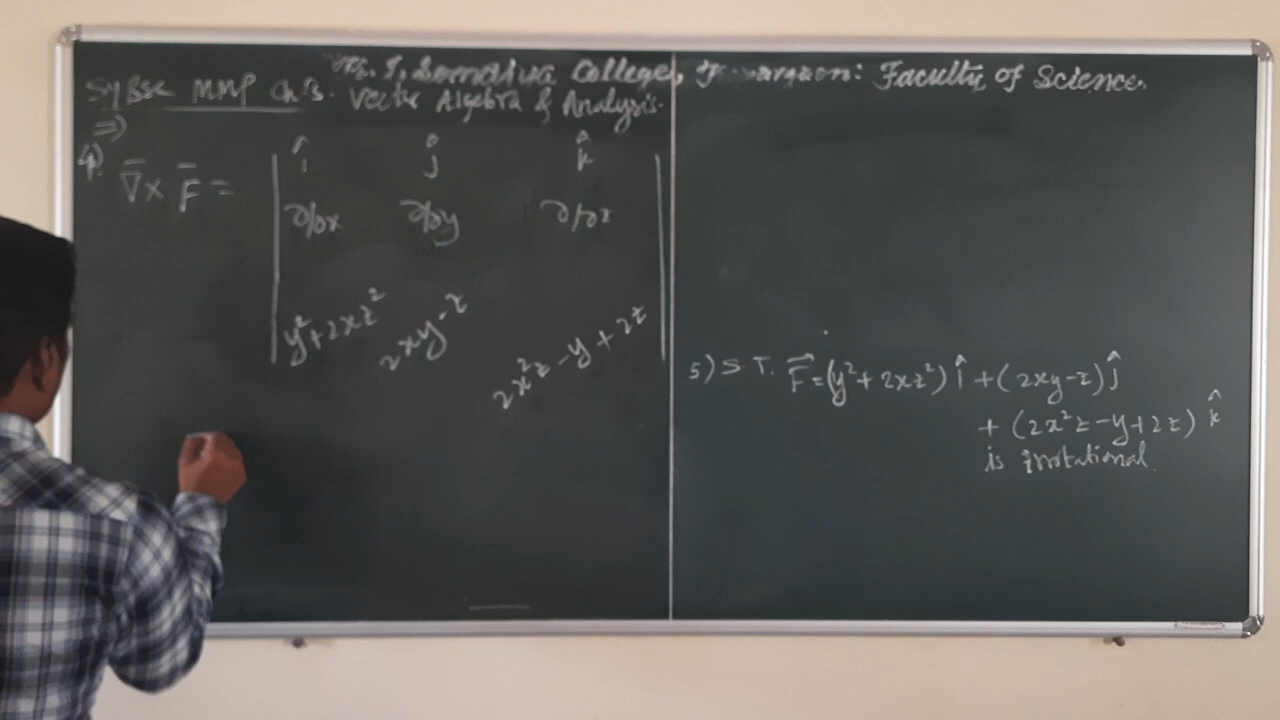 Somaiya College, : Faculty of Science.
SyBSc MMP Ch.3. Vector Algebra & Analysis.
⇒
4)
∇̄ × F̄ = | î ĵ k̂ |
∂/∂x ∂/∂y ∂/∂z
y²+2xz² 2xy-z 2x²z-y+2z
5) S.T. F⃗=(y²+2xz²)î+(2xy-z)ĵ
+(2x²z-y+2z) k̂
is irrotational.